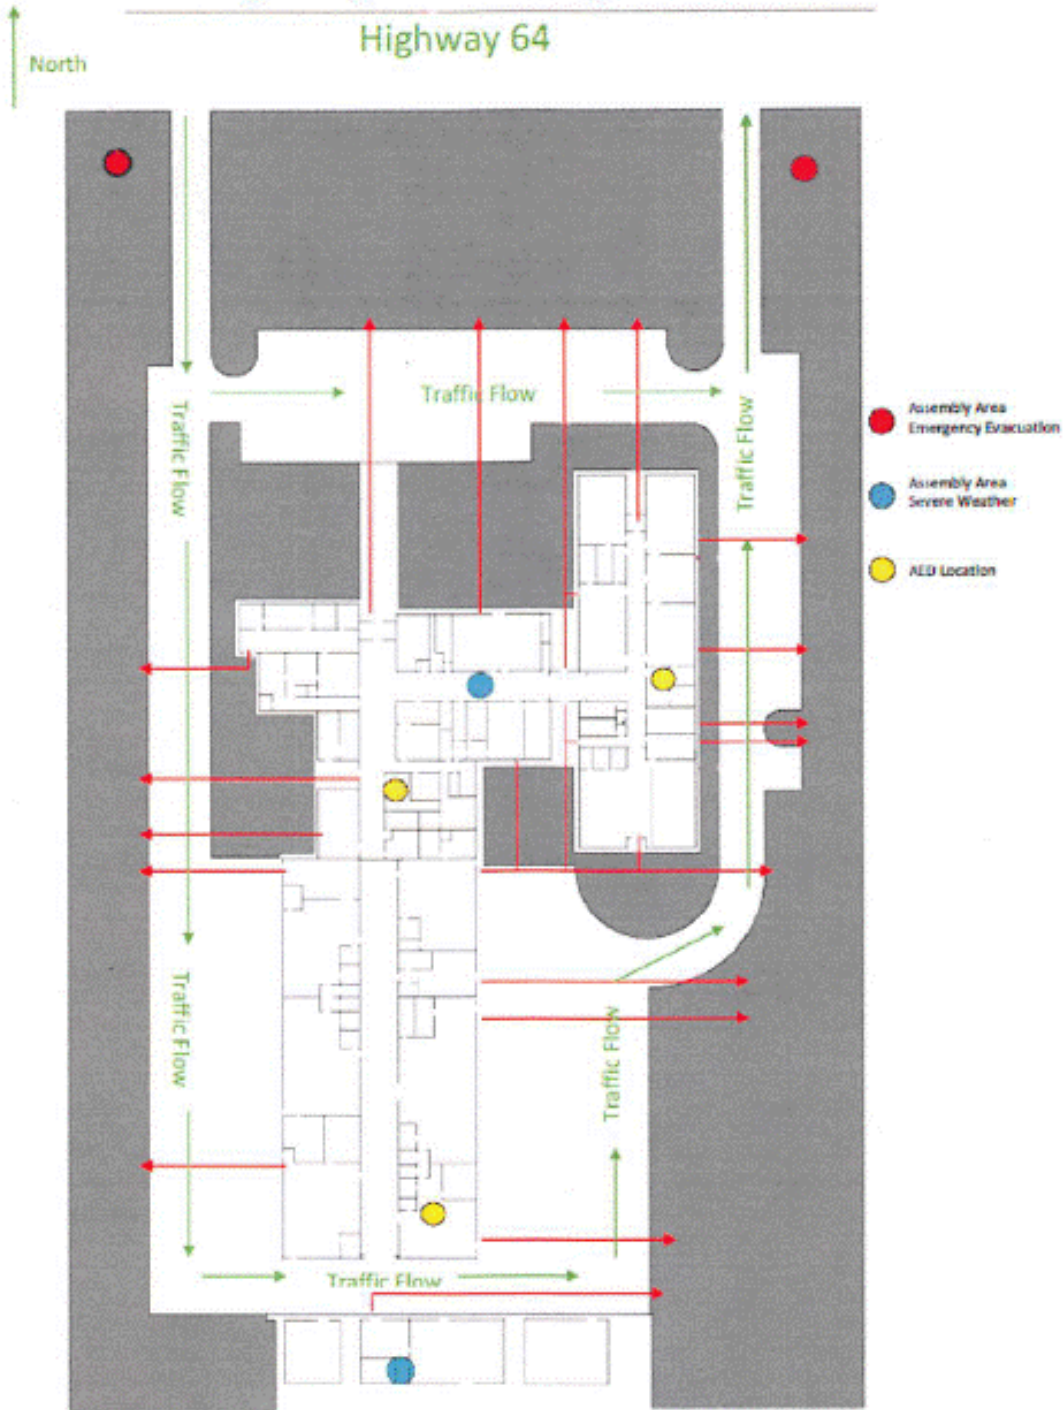 Highway 64
North
Traffic Flow
Traffic Flow
Traffic Flow
Assembly Area
Emergency Evacuation
Assembly Area
Severe Weather
AED Location
Traffic Flow
Traffic Flow
Traffic Flow